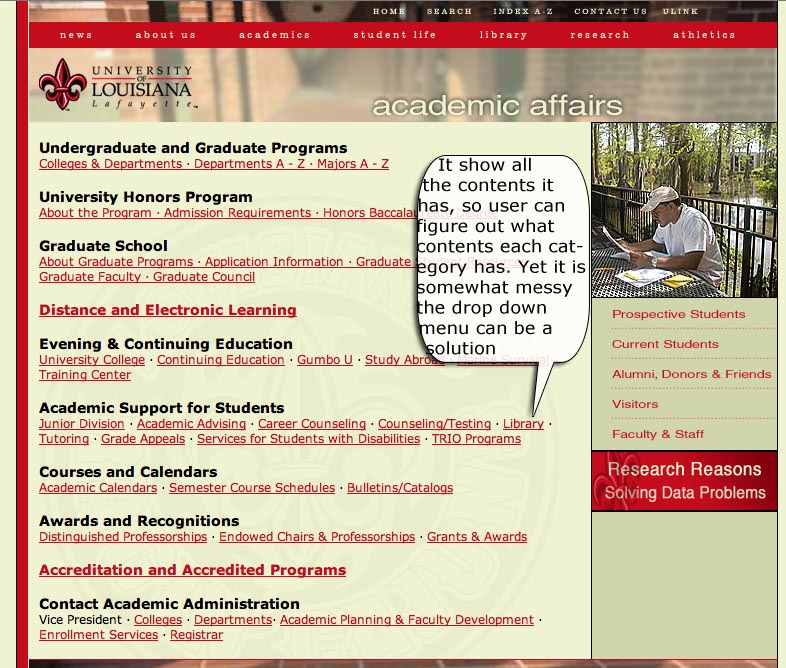 HOME SEARCH INDEX A-Z CONTACT US ULINK
news about us academics student life library research athletics
UNIVERSITY
OF
LOUISIANA
Lafayette™
academic affairs
Undergraduate and Graduate Programs
Colleges & Departments · Departments A - Z · Majors A - Z
University Honors Program
About the Program · Admission Requirements · Honors Baccalau
Graduate School
About Graduate Programs · Application Information · Graduate
Graduate Faculty · Graduate Council
Distance and Electronic Learning
Evening & Continuing Education
University College · Continuing Education · Gumbo U · Study Abroad · Marine Survival
Training Center
Academic Support for Students
Junior Division · Academic Advising · Career Counseling · Counseling/Testing · Library ·
Tutoring · Grade Appeals · Services for Students with Disabilities · TRIO Programs
Courses and Calendars
Academic Calendars · Semester Course Schedules · Bulletins/Catalogs
Awards and Recognitions
Distinguished Professorships · Endowed Chairs & Professorships · Grants & Awards
Accreditation and Accredited Programs
Contact Academic Administration
Vice President · Colleges · Departments· Academic Planning & Faculty Development ·
Enrollment Services · Registrar
It show all
the contents it
has, so user can
figure out what
contents each cat-
egory has. Yet it is
somewhat messy
the drop down
menu can be a
solution
Prospective Students
Current Students
Alumni, Donors & Friends
Visitors
Faculty & Staff
Research Reasons
Solving Data Problems